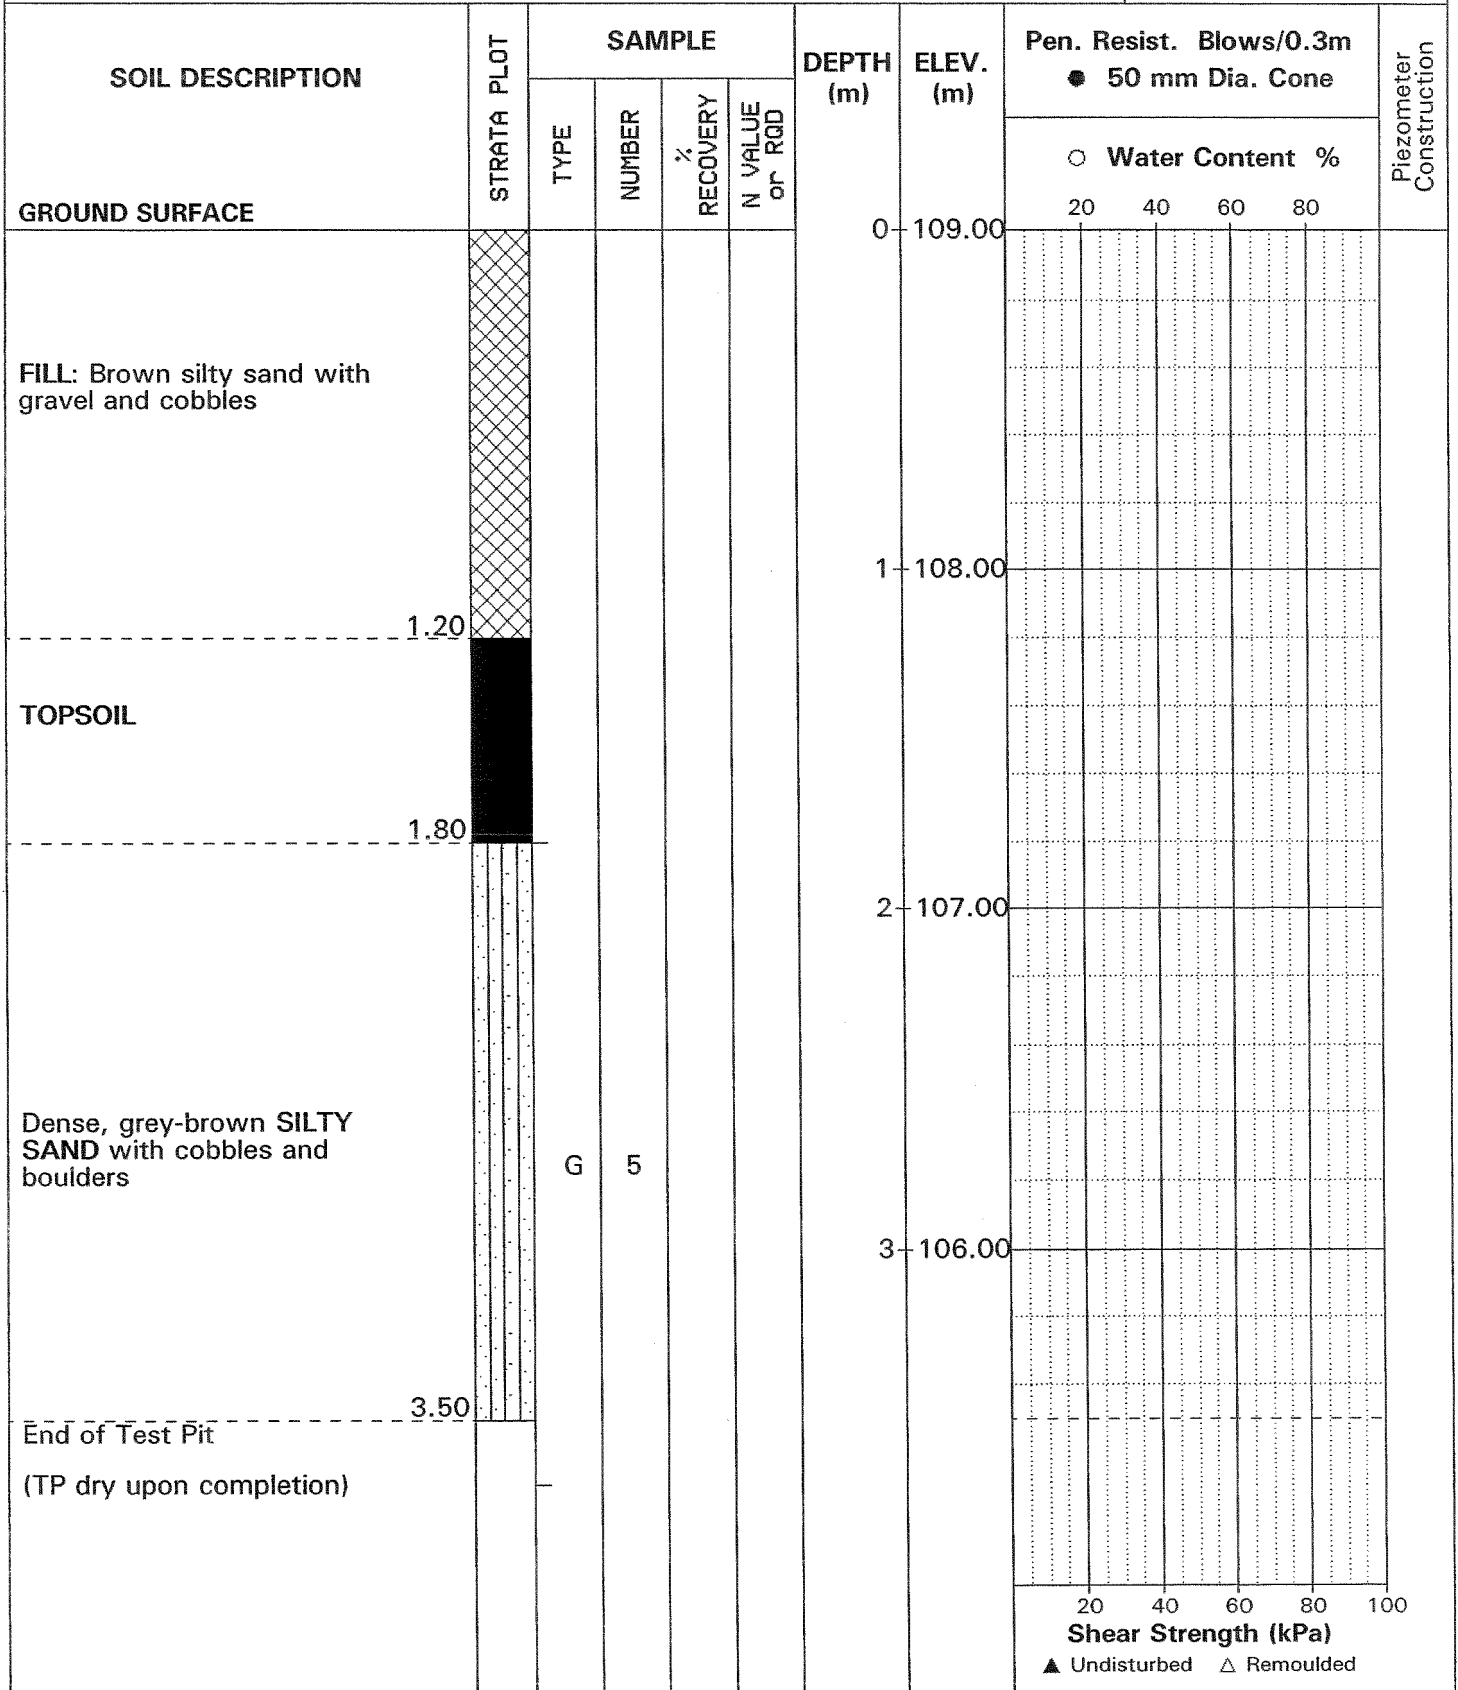 SOIL DESCRIPTION
GROUND SURFACE
STRATA PLOT
SAMPLE
TYPE
NUMBER
%
RECOVERY
N VALUE
or RQD
DEPTH
(m)
ELEV.
(m)
Pen. Resist. Blows/0.3m
● 50 mm Dia. Cone
○ Water Content %
20 40 60 80
Piezometer
Construction
0 109.00
FILL: Brown silty sand with
gravel and cobbles
1 108.00
1.20
TOPSOIL
1.80
2 107.00
Dense, grey-brown SILTY
SAND with cobbles and
boulders
G 5
3 106.00
3.50
End of Test Pit
(TP dry upon completion)
20 40 60 80 100
Shear Strength (kPa)
▲ Undisturbed △ Remoulded